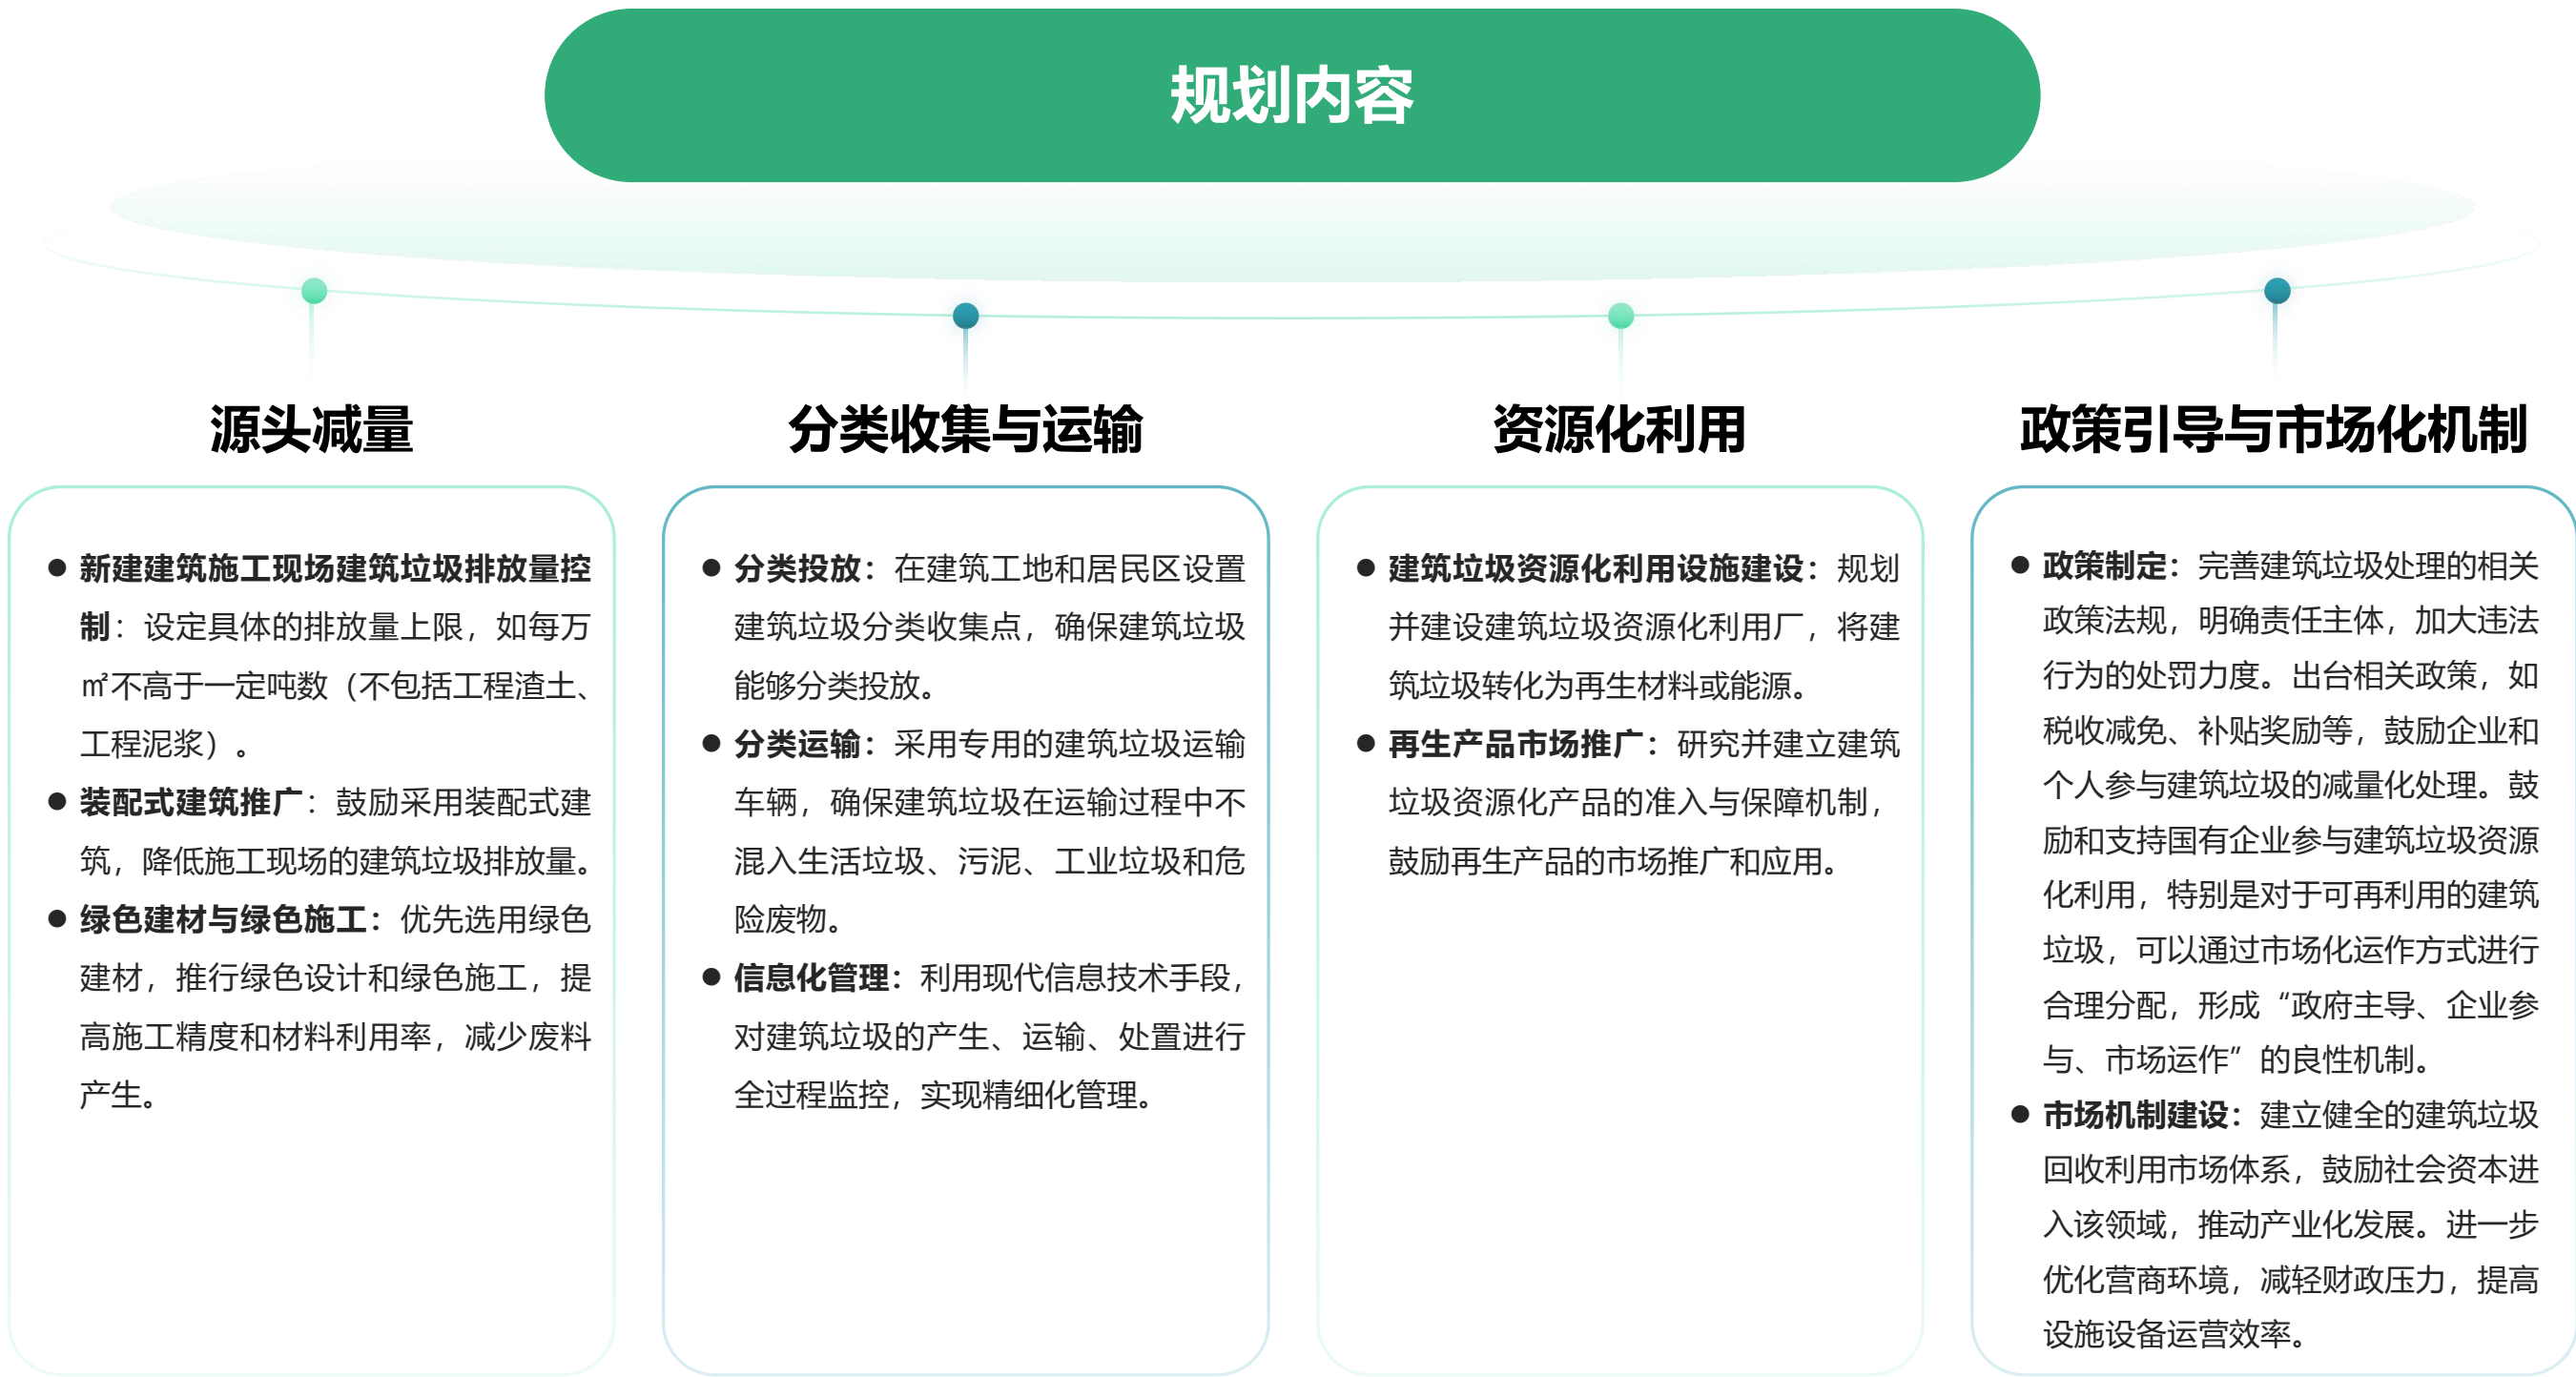 规划内容
源头减量
新建建筑施工现场建筑垃圾排放量控
制：设定具体的排放量上限，如每万
㎡不高于一定吨数（不包括工程渣土、
工程泥浆）。
装配式建筑推广：鼓励采用装配式建
筑，降低施工现场的建筑垃圾排放量。
绿色建材与绿色施工：优先选用绿色
建材，推行绿色设计和绿色施工，提
高施工精度和材料利用率，减少废料
产生。
分类收集与运输
分类投放：在建筑工地和居民区设置
建筑垃圾分类收集点，确保建筑垃圾
能够分类投放。
分类运输：采用专用的建筑垃圾运输
车辆，确保建筑垃圾在运输过程中不
混入生活垃圾、污泥、工业垃圾和危
险废物。
信息化管理：利用现代信息技术手段，
对建筑垃圾的产生、运输、处置进行
全过程监控，实现精细化管理。
资源化利用
建筑垃圾资源化利用设施建设：规划
并建设建筑垃圾资源化利用厂，将建
筑垃圾转化为再生材料或能源。
再生产品市场推广：研究并建立建筑
垃圾资源化产品的准入与保障机制，
鼓励再生产品的市场推广和应用。
政策引导与市场化机制
政策制定：完善建筑垃圾处理的相关
政策法规，明确责任主体，加大违法
行为的处罚力度。出台相关政策，如
税收减免、补贴奖励等，鼓励企业和
个人参与建筑垃圾的减量化处理。鼓
励和支持国有企业参与建筑垃圾资源
化利用，特别是对于可再利用的建筑
垃圾，可以通过市场化运作方式进行
合理分配，形成“政府主导、企业参
与、市场运作”的良性机制。
市场机制建设：建立健全的建筑垃圾
回收利用市场体系，鼓励社会资本进
入该领域，推动产业化发展。进一步
优化营商环境，减轻财政压力，提高
设施设备运营效率。